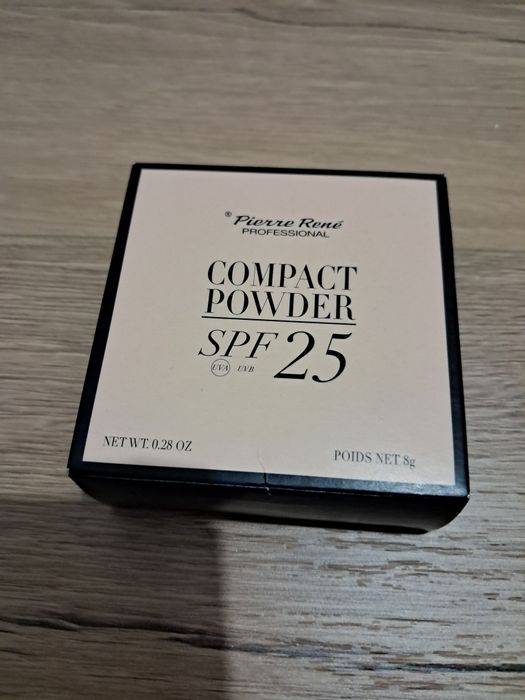 ® Pierre René
PROFESSIONAL
COMPACT
POWDER
SPF 25
UVA UVB
NET WT. 0.28 OZ
POIDS NET 8g